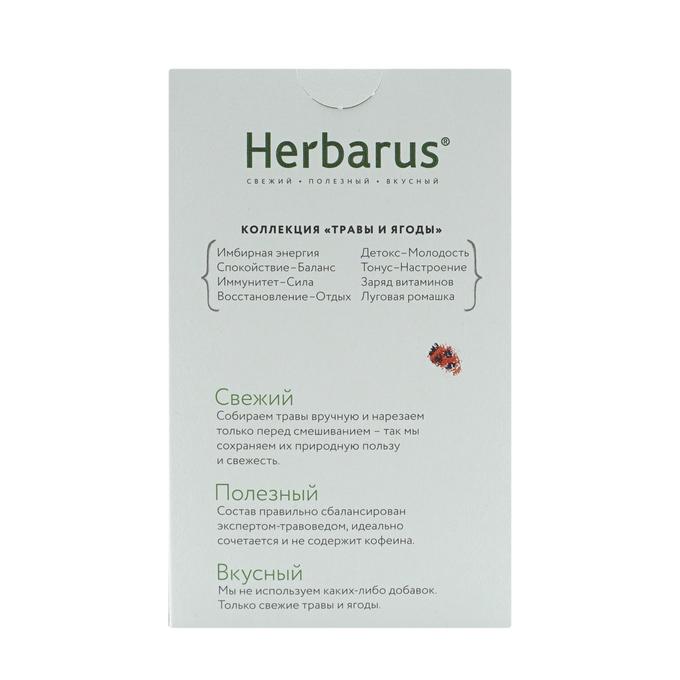 Herbarus®
СВЕЖИЙ • ПОЛЕЗНЫЙ • ВКУСНЫЙ
КОЛЛЕКЦИЯ «ТРАВЫ И ЯГОДЫ»
Имбирная энергия
Спокойствие–Баланс
Иммунитет–Сила
Восстановление–Отдых
Детокс–Молодость
Тонус–Настроение
Заряд витаминов
Луговая ромашка
Свежий
Собираем травы вручную и нарезаем
только перед смешиванием – так мы
сохраняем их природную пользу
и свежесть.
Полезный
Состав правильно сбалансирован
экспертом-травоведом, идеально
сочетается и не содержит кофеина.
Вкусный
Мы не используем каких-либо добавок.
Только свежие травы и ягоды.